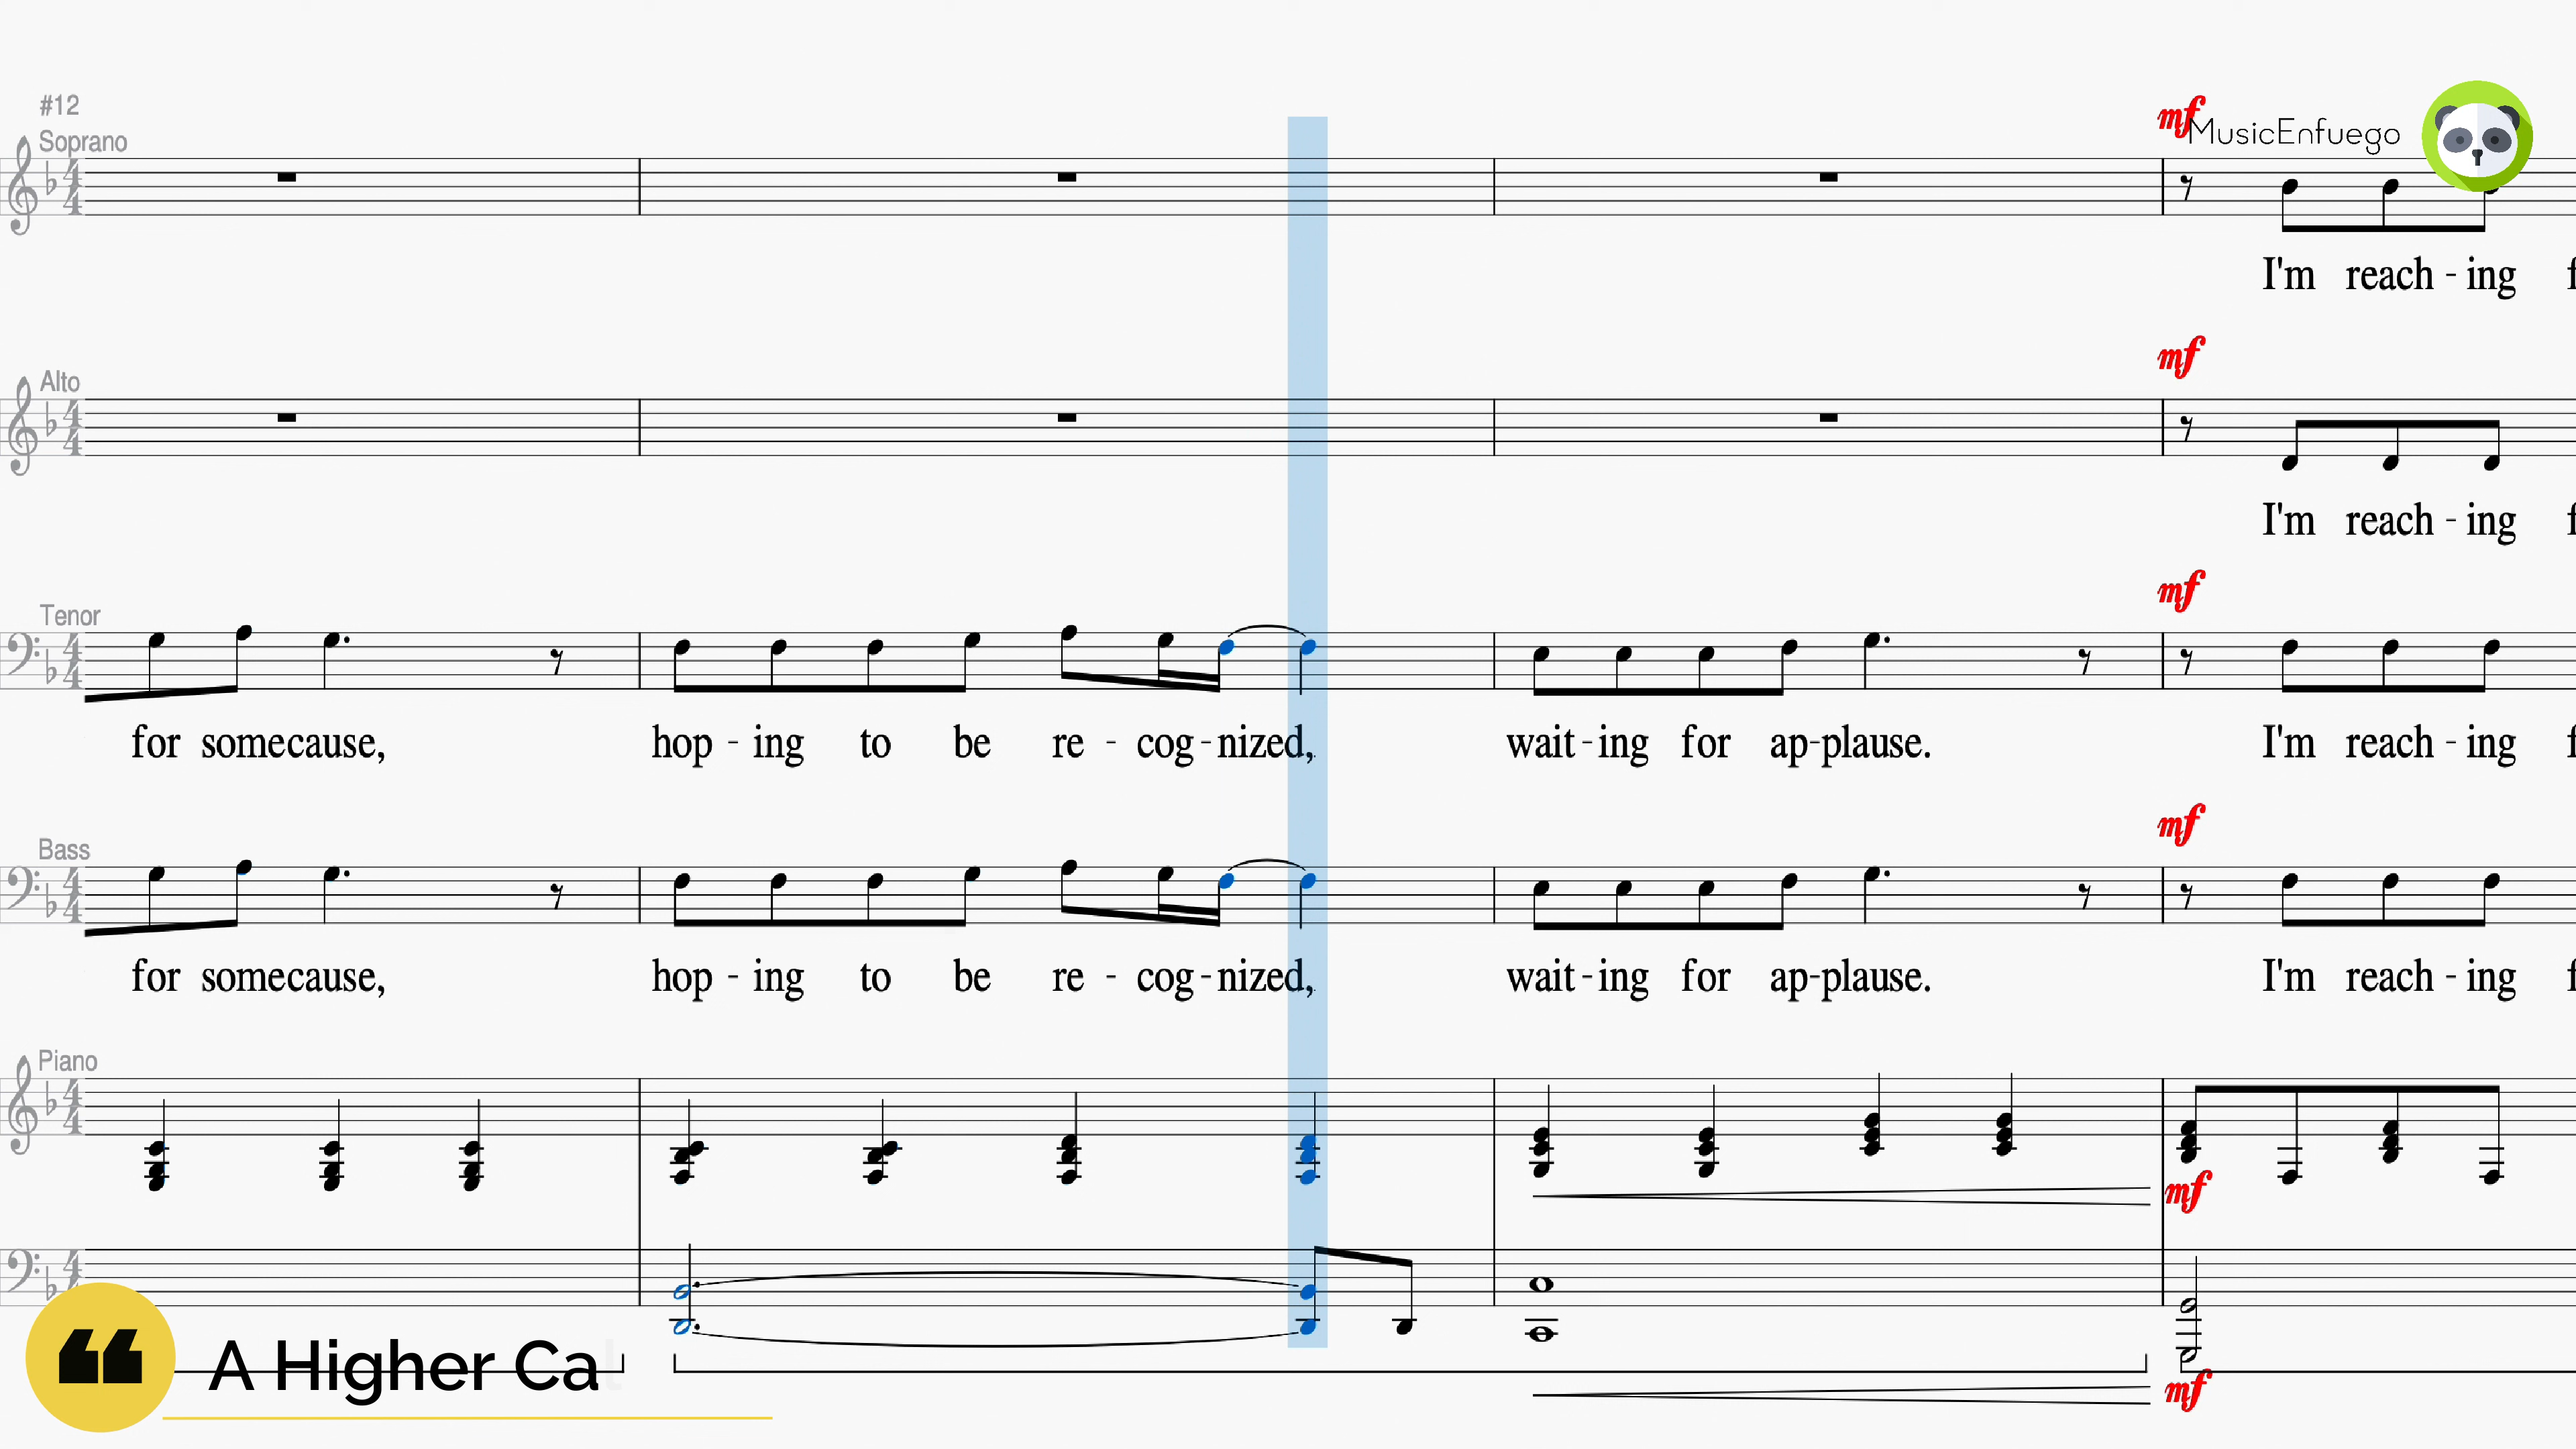 #12
Soprano
mf
MusicEnfuego
I'm reach - ing
Alto
mf
I'm reach - ing
Tenor
mf
for somecause, hop - ing to be re - cog - nized, wait - ing for ap - plause. I'm reach - ing
Bass
mf
for somecause, hop - ing to be re - cog - nized, wait - ing for ap - plause. I'm reach - ing
Piano
mf
A Higher Cal
mf